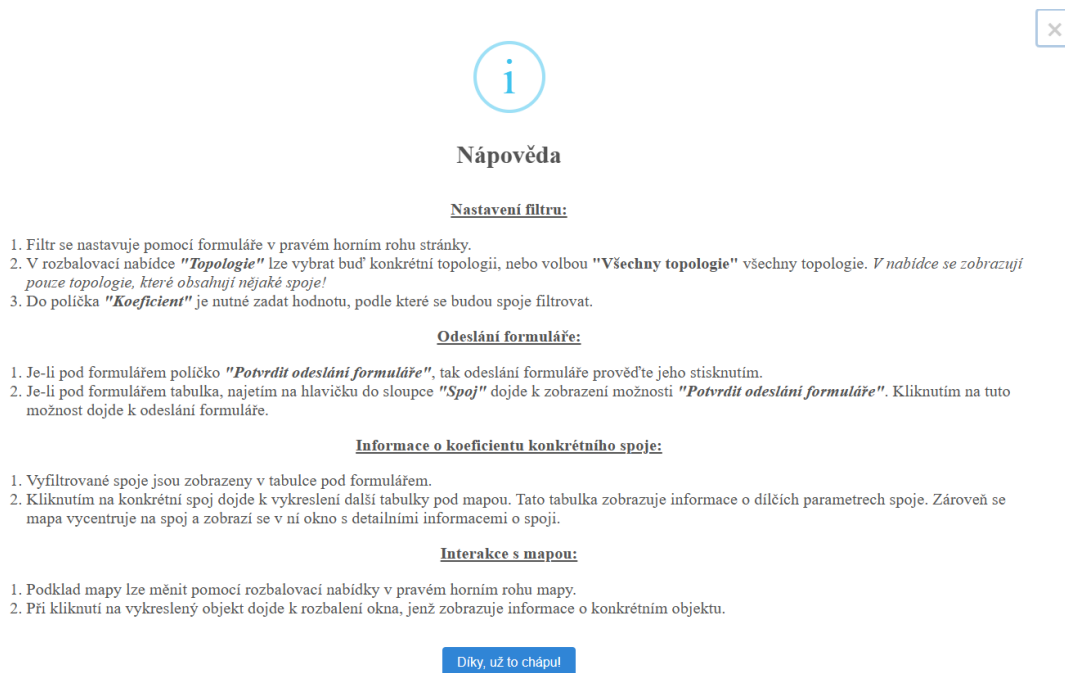 ×
i
Nápověda
Nastavení filtru:
1. Filtr se nastavuje pomocí formuláře v pravém horním rohu stránky.
2. V rozbalovací nabídce "Topologie" lze vybrat buď konkrétní topologii, nebo volbou "Všechny topologie" všechny topologie. V nabídce se zobrazují
pouze topologie, které obsahují nějaké spoje!
3. Do políčka "Koeficient" je nutné zadat hodnotu, podle které se budou spoje filtrovat.
Odeslání formuláře:
1. Je-li pod formulářem políčko "Potvrdit odeslání formuláře", tak odeslání formuláře prověďte jeho stisknutím.
2. Je-li pod formulářem tabulka, najetím na hlavičku do sloupce "Spoj" dojde k zobrazení možnosti "Potvrdit odeslání formuláře". Kliknutím na tuto
možnost dojde k odeslání formuláře.
Informace o koeficientu konkrétního spoje:
1. Vyfiltrované spoje jsou zobrazeny v tabulce pod formulářem.
2. Kliknutím na konkrétní spoj dojde k vykreslení další tabulky pod mapou. Tato tabulka zobrazuje informace o dílčích parametrech spoje. Zároveň se
mapa vycentruje na spoj a zobrazí se v ní okno s detailními informacemi o spoji.
Interakce s mapou:
1. Podklad mapy lze měnit pomocí rozbalovací nabídky v pravém horním rohu mapy.
2. Při kliknutí na vykreslený objekt dojde k rozbalení okna, jenž zobrazuje informace o konkrétním objektu.
Díky, už to chápu!